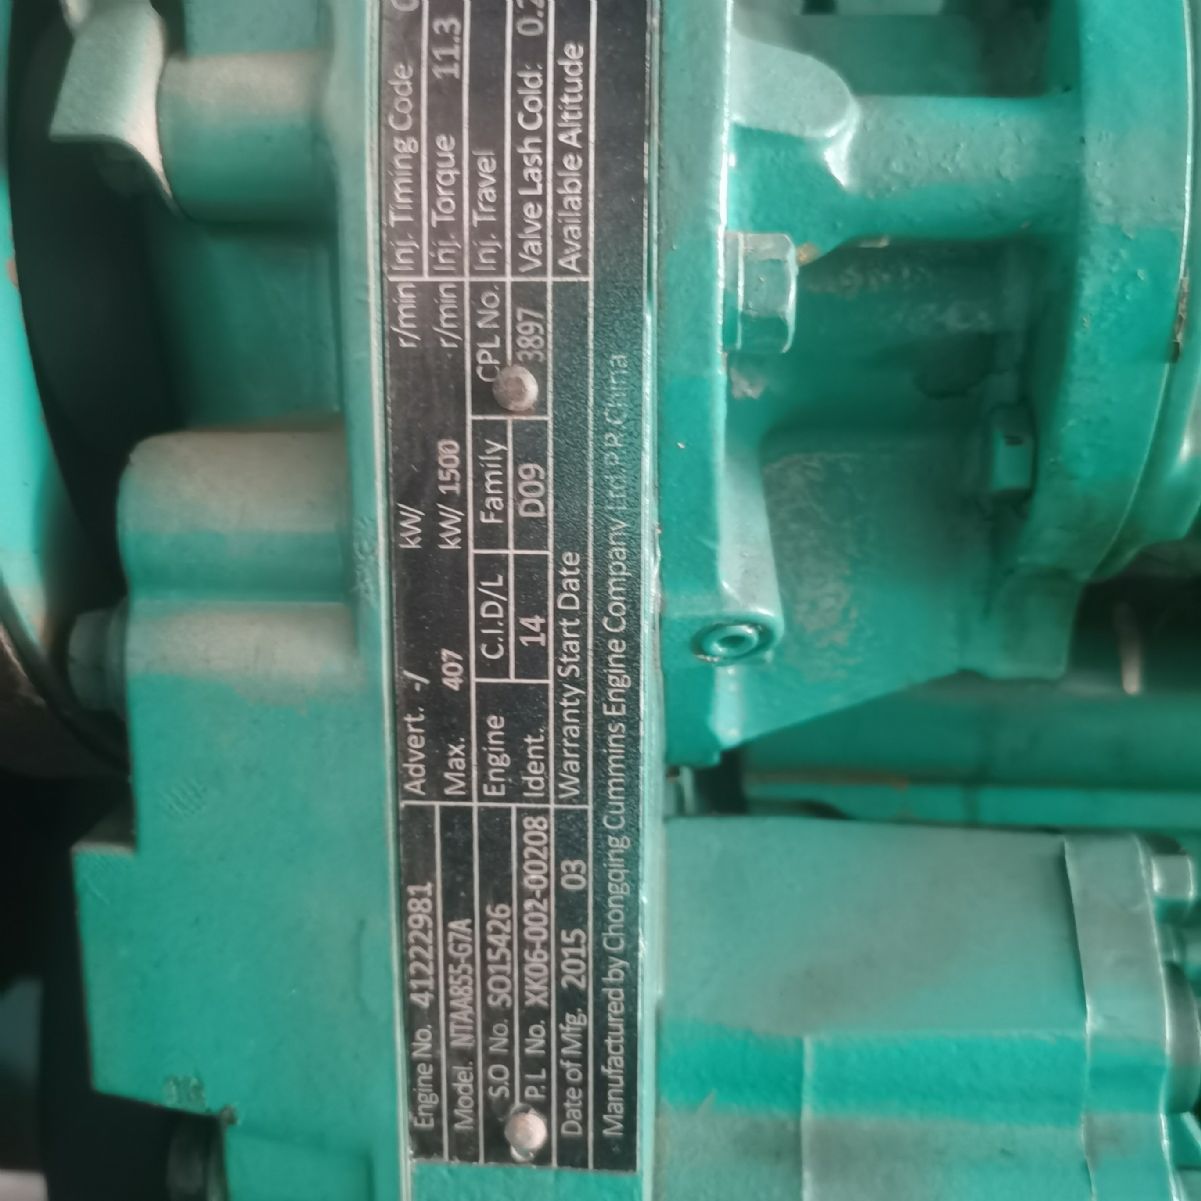 Engine No. 41222981 Advert. -/ kW/ r/min Inj. Timing Code
Model. NTAA855-G7A Max. 407 kW/ 1500 r/min Inj. Torque 11.3
S.O No. SO15426 Engine C.I.D/L Family CPL No. Inj. Travel
P.L No. XK06-002-00208 Ident. 14 D09 3897 Valve Lash Cold:
Date of Mfg. 2015 03 Warranty Start Date Available Altitude
Manufactured by Chongqing Cummins Engine Company Ltd.P.R.China